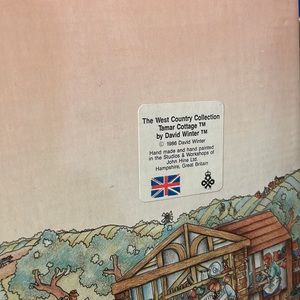 The West Country Collection
Tamar Cottage ™
by David Winter ™
© 1986 David Winter
Hand made and hand painted
in the Studios & Workshops of
John Hine Ltd.
Hampshire, Great Britain